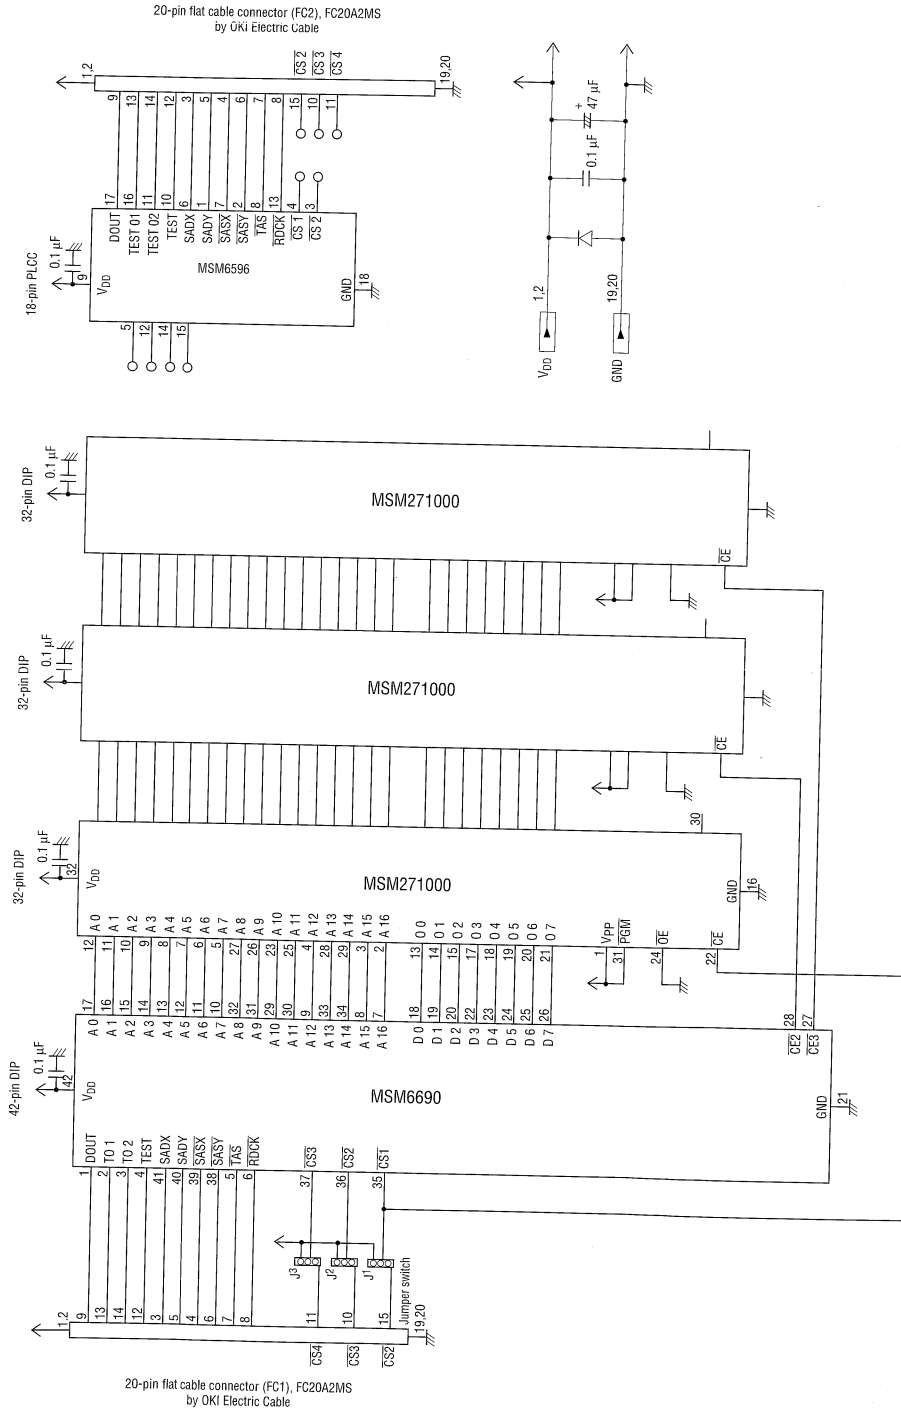 20-pin flat cable connector (FC2), FC20A2MS
by OKI Electric Cable
1,2
9
13
14
12
3
5
4
6
7
8
15
10
11
19,20
CS 2
CS 3
CS 4
17
16
11
10
6
1
7
2
8
13
4
3
DOUT
TEST 01
TEST 02
TEST
SADX
SADY
SASX
SASY
TAS
RDCK
CS 1
CS 2
18-pin PLCC
0.1 µF
9
VDD
MSM6596
GND
18
5
12
14
15
+
47 µF
0.1 µF
1,2
19,20
VDD
GND
32-pin DIP
0.1 µF
MSM271000
CE
32-pin DIP
0.1 µF
MSM271000
CE
32-pin DIP
0.1 µF
32
VDD
MSM271000
30
GND
16
A 0
A 1
A 2
A 3
A 4
A 5
A 6
A 7
A 8
A 9
A 10
A 11
A 12
A 13
A 14
A 15
A 16
O 0
O 1
O 2
O 3
O 4
O 5
O 6
O 7
VPP
PGM
OE
CE
12
11
10
9
8
7
6
5
27
26
23
25
4
28
29
3
2
13
14
15
17
18
19
20
21
1
31
24
22
17
16
15
14
13
12
11
10
32
31
29
30
9
33
34
8
7
18
19
20
22
23
24
25
26
28
27
A 0
A 1
A 2
A 3
A 4
A 5
A 6
A 7
A 8
A 9
A 10
A 11
A 12
A 13
A 14
A 15
A 16
D 0
D 1
D 2
D 3
D 4
D 5
D 6
D 7
CE2
CE3
42-pin DIP
0.1 µF
42
VDD
MSM6690
GND
21
DOUT
TO 1
TO 2
TEST
SADX
SADY
SASX
SASY
TAS
RDCK
CS3
CS2
CS1
1
2
3
4
41
40
39
38
5
6
37
36
35
J3
J2
J1
Jumper switch
1,2
9
13
14
12
3
5
4
6
7
8
11
10
15
19,20
CS4
CS3
CS2
20-pin flat cable connector (FC1), FC20A2MS
by OKI Electric Cable